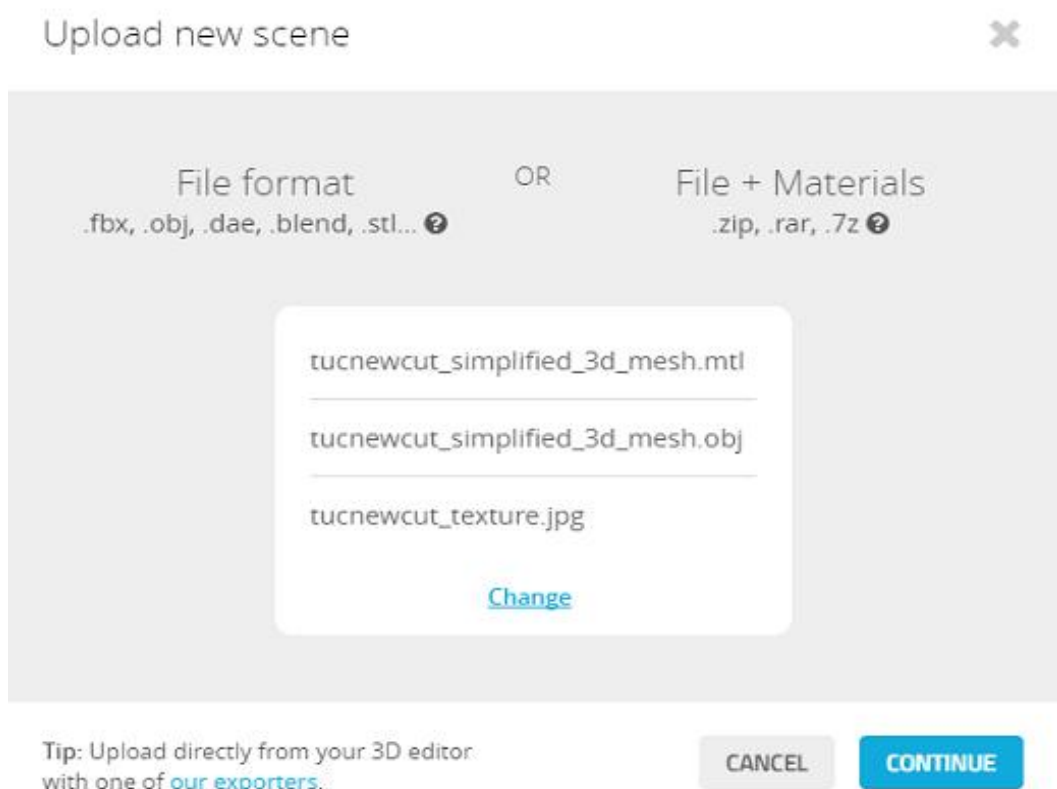 Upload new scene
File format
.fbx, .obj, .dae, .blend, .stl...
OR
File + Materials
.zip, .rar, .7z
tucnewcut_simplified_3d_mesh.mtl
tucnewcut_simplified_3d_mesh.obj
tucnewcut_texture.jpg
Change
Tip: Upload directly from your 3D editor
with one of our exporters.
CANCEL
CONTINUE